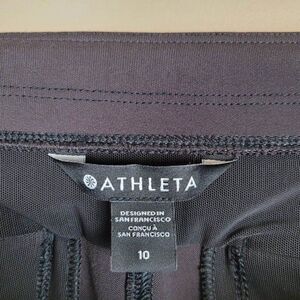 ATHLETA
DESIGNED IN
SAN FRANCISCO
CONÇU À
SAN FRANCISCO
10